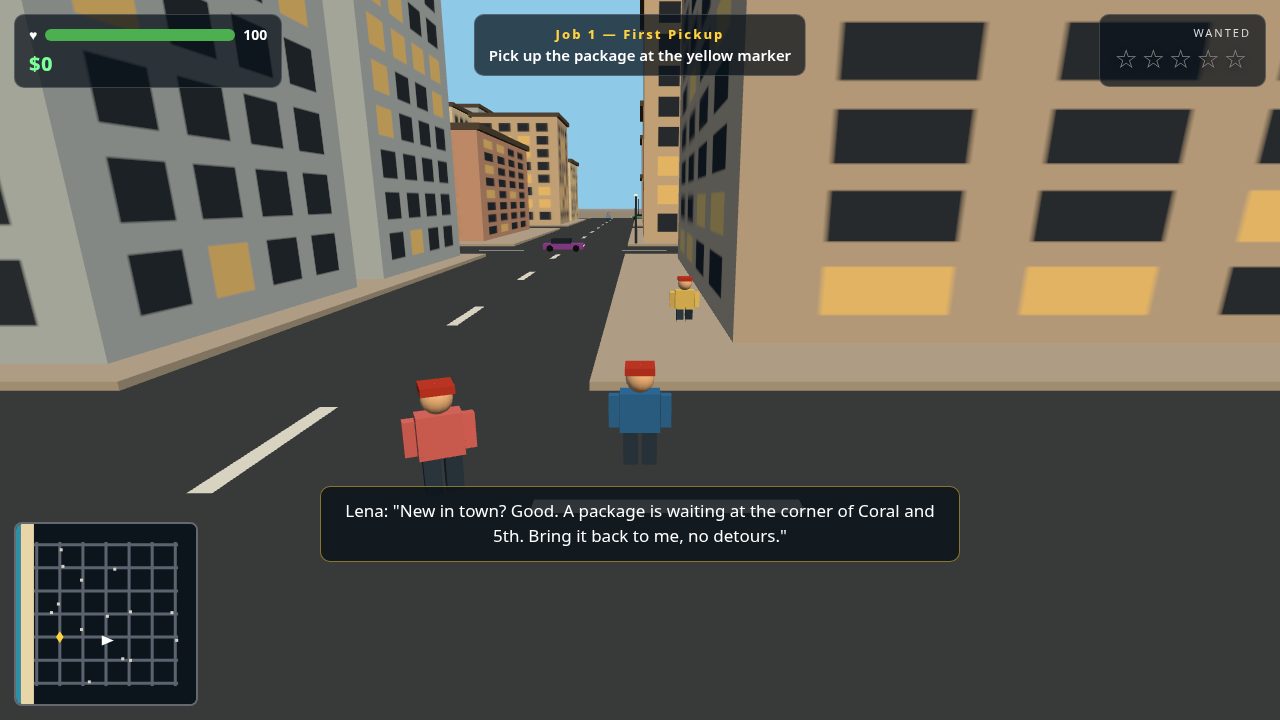 ♥ 100
$0
Job 1 — First Pickup
Pick up the package at the yellow marker
WANTED
☆☆☆☆☆
Lena: "New in town? Good. A package is waiting at the corner of Coral and
5th. Bring it back to me, no detours."